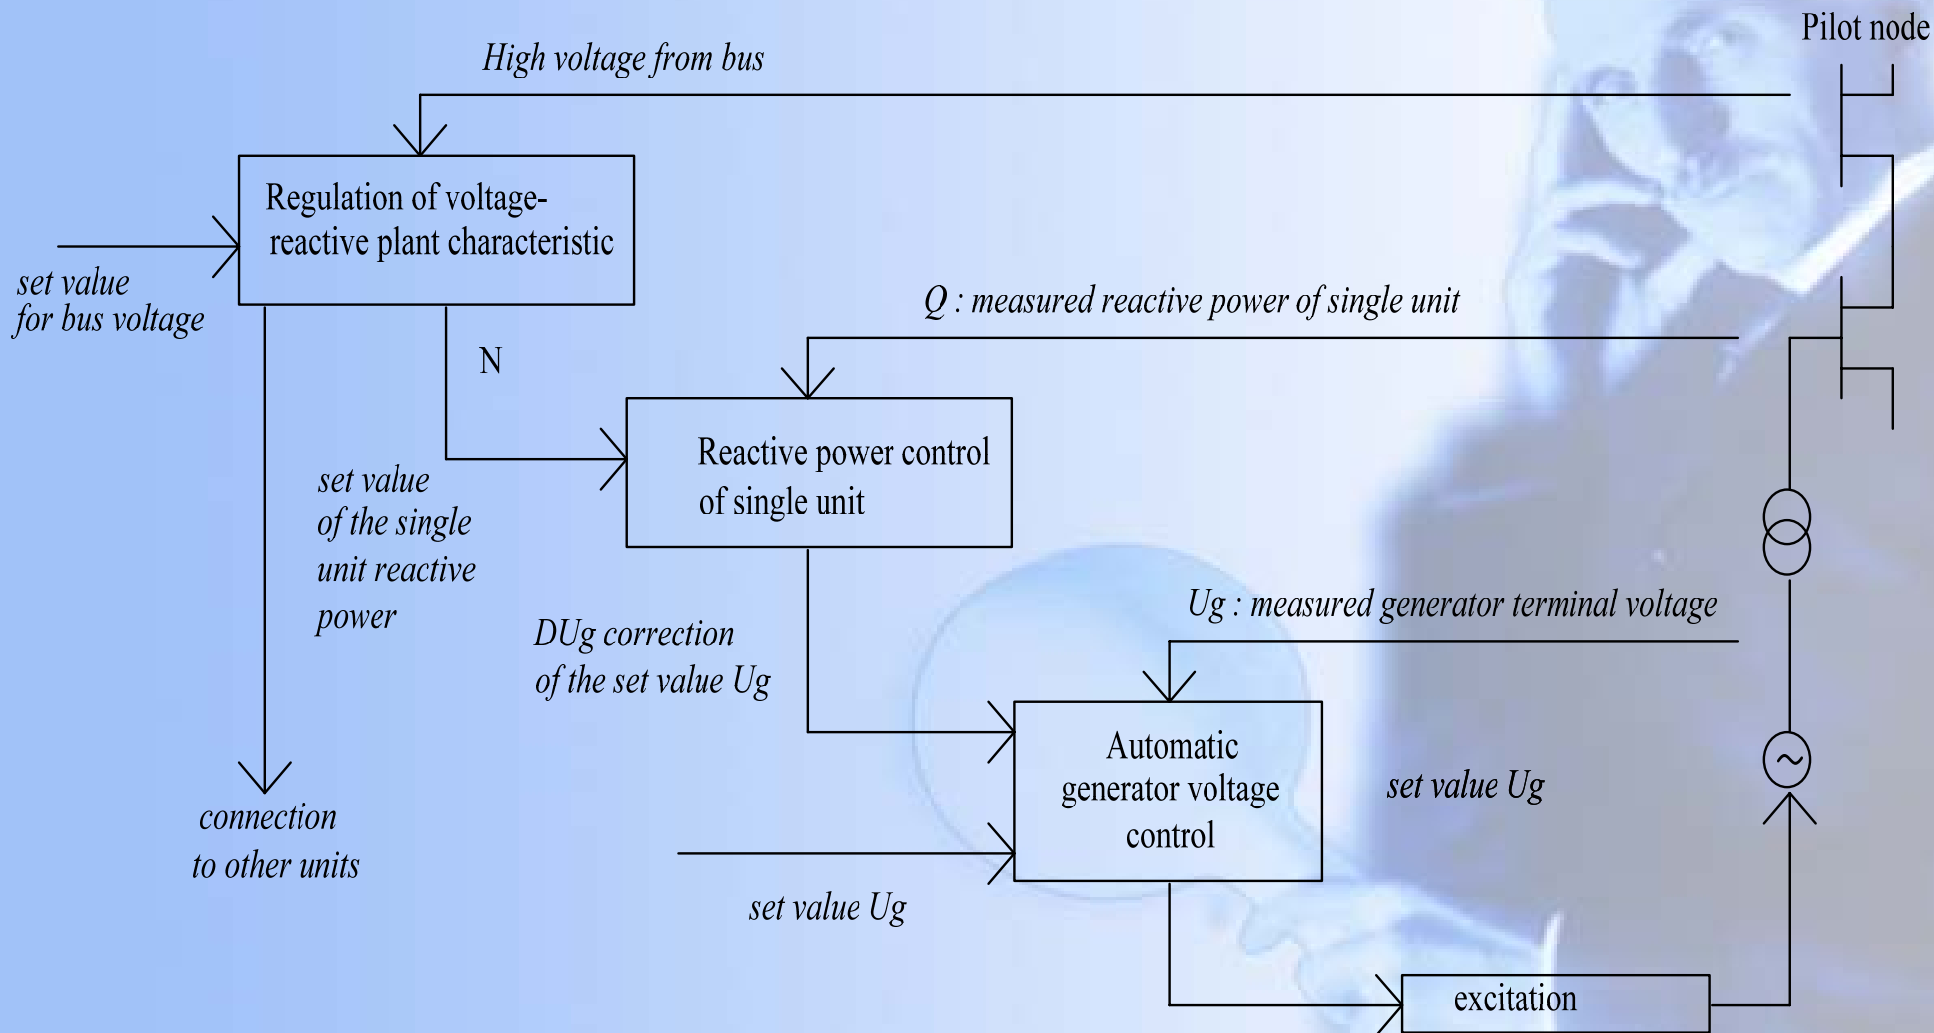 Pilot node
High voltage from bus
Regulation of voltage-
reactive plant characteristic
set value
for bus voltage
Q : measured reactive power of single unit
N
Reactive power control
of single unit
set value
of the single
unit reactive
power
Ug : measured generator terminal voltage
DUg correction
of the set value Ug
Automatic
generator voltage
control
set value Ug
connection
to other units
set value Ug
excitation